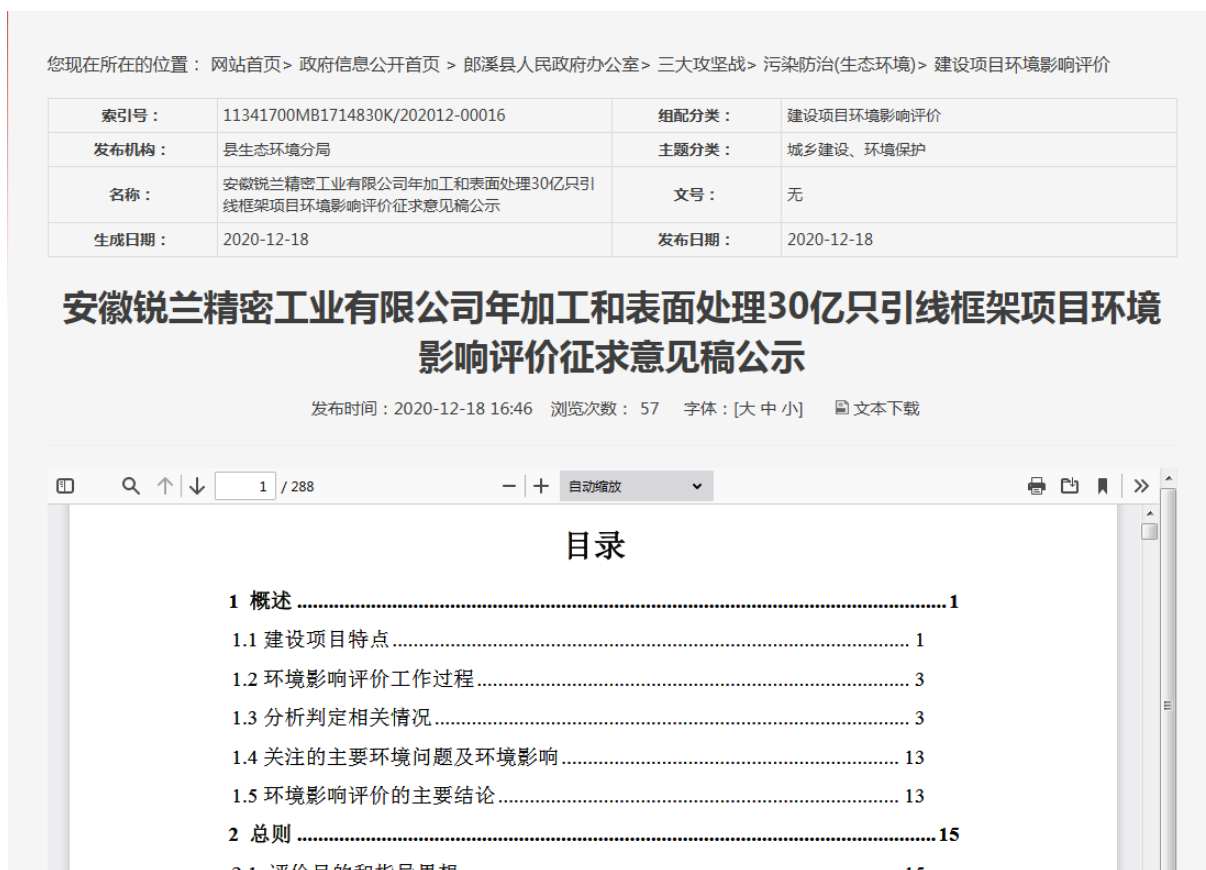 您现在所在的位置： 网站首页> 政府信息公开首页 > 郎溪县人民政府办公室> 三大攻坚战> 污染防治(生态环境)> 建设项目环境影响评价
索引号： 11341700MB1714830K/202012-00016 组配分类： 建设项目环境影响评价
发布机构： 县生态环境分局 主题分类： 城乡建设、环境保护
名称： 安徽锐兰精密工业有限公司年加工和表面处理30亿只引
线框架项目环境影响评价征求意见稿公示 文号： 无
生成日期： 2020-12-18 发布日期： 2020-12-18
安徽锐兰精密工业有限公司年加工和表面处理30亿只引线框架项目环境
影响评价征求意见稿公示
发布时间：2020-12-18 16:46 浏览次数： 57 字体：[大 中 小] 文本下载
1 / 288 自动缩放
目录
1 概述 ........................................................1
1.1 建设项目特点 ........................................................ 1
1.2 环境影响评价工作过程 ........................................................ 3
1.3 分析判定相关情况 ........................................................ 3
1.4 关注的主要环境问题及环境影响 ........................................................ 13
1.5 环境影响评价的主要结论 ........................................................ 13
2 总则 ........................................................15